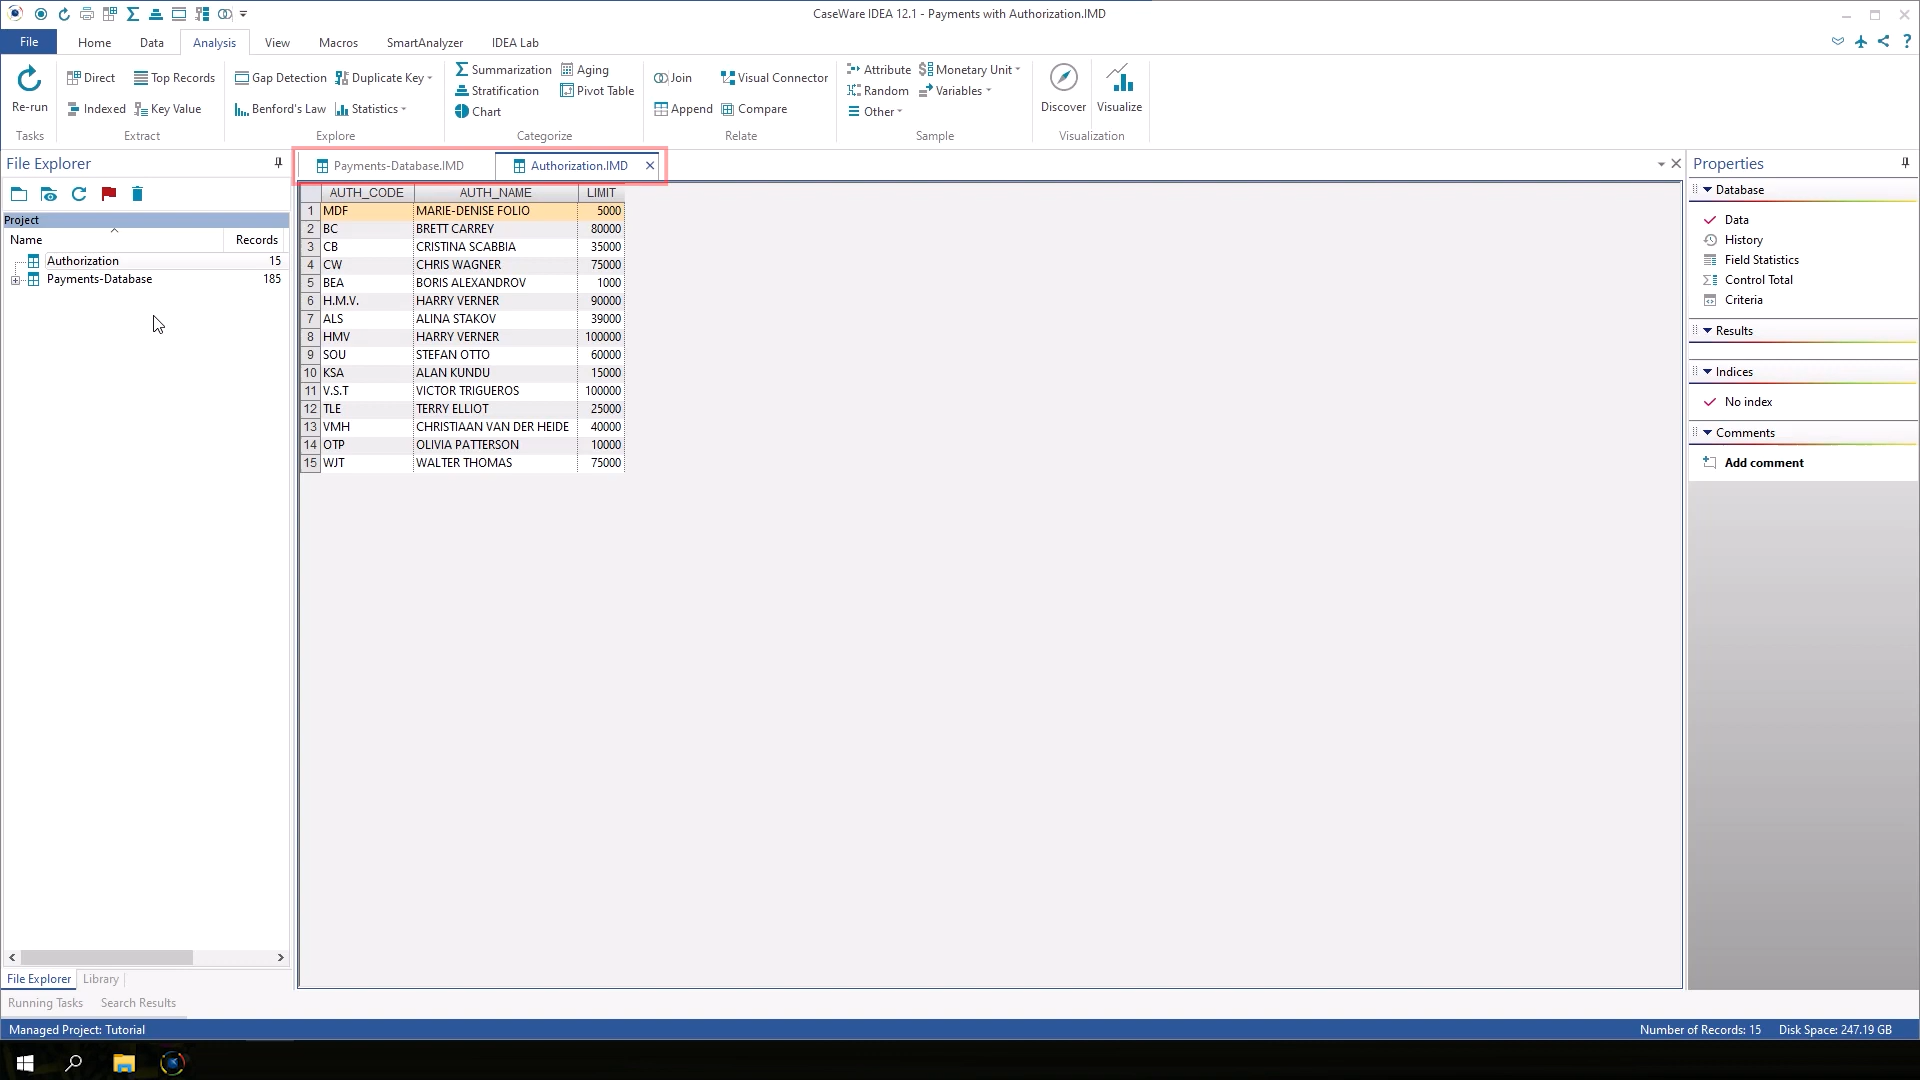 CaseWare IDEA 12.1 - Payments with Authorization.IMD
File Home Data Analysis View Macros SmartAnalyzer IDEA Lab
Re-run
Tasks
Direct Top Records
Indexed Key Value
Extract
Gap Detection Duplicate Key
Benford's Law Statistics
Explore
Summarization Aging
Stratification Pivot Table
Chart
Categorize
Join Visual Connector
Append Compare
Relate
Attribute Monetary Unit
Random Variables
Other
Sample
Discover Visualize
Visualization
File Explorer
Project
Name Records
Authorization 15
Payments-Database 185
Payments-Database.IMD Authorization.IMD
AUTH_CODE AUTH_NAME LIMIT
1 MDF MARIE-DENISE FOLIO 5000
2 BC BRETT CARREY 80000
3 CB CRISTINA SCABBIA 35000
4 CW CHRIS WAGNER 75000
5 BEA BORIS ALEXANDROV 1000
6 H.M.V. HARRY VERNER 90000
7 ALS ALINA STAKOV 39000
8 HMV HARRY VERNER 100000
9 SOU STEFAN OTTO 60000
10 KSA ALAN KUNDU 15000
11 V.S.T VICTOR TRIGUEROS 100000
12 TLE TERRY ELLIOT 25000
13 VMH CHRISTIAAN VAN DER HEIDE 40000
14 OTP OLIVIA PATTERSON 10000
15 WJT WALTER THOMAS 75000
Properties
Database
Data
History
Field Statistics
Control Total
Criteria
Results
Indices
No index
Comments
Add comment
File Explorer Library
Running Tasks Search Results
Managed Project: Tutorial
Number of Records: 15 Disk Space: 247.19 GB